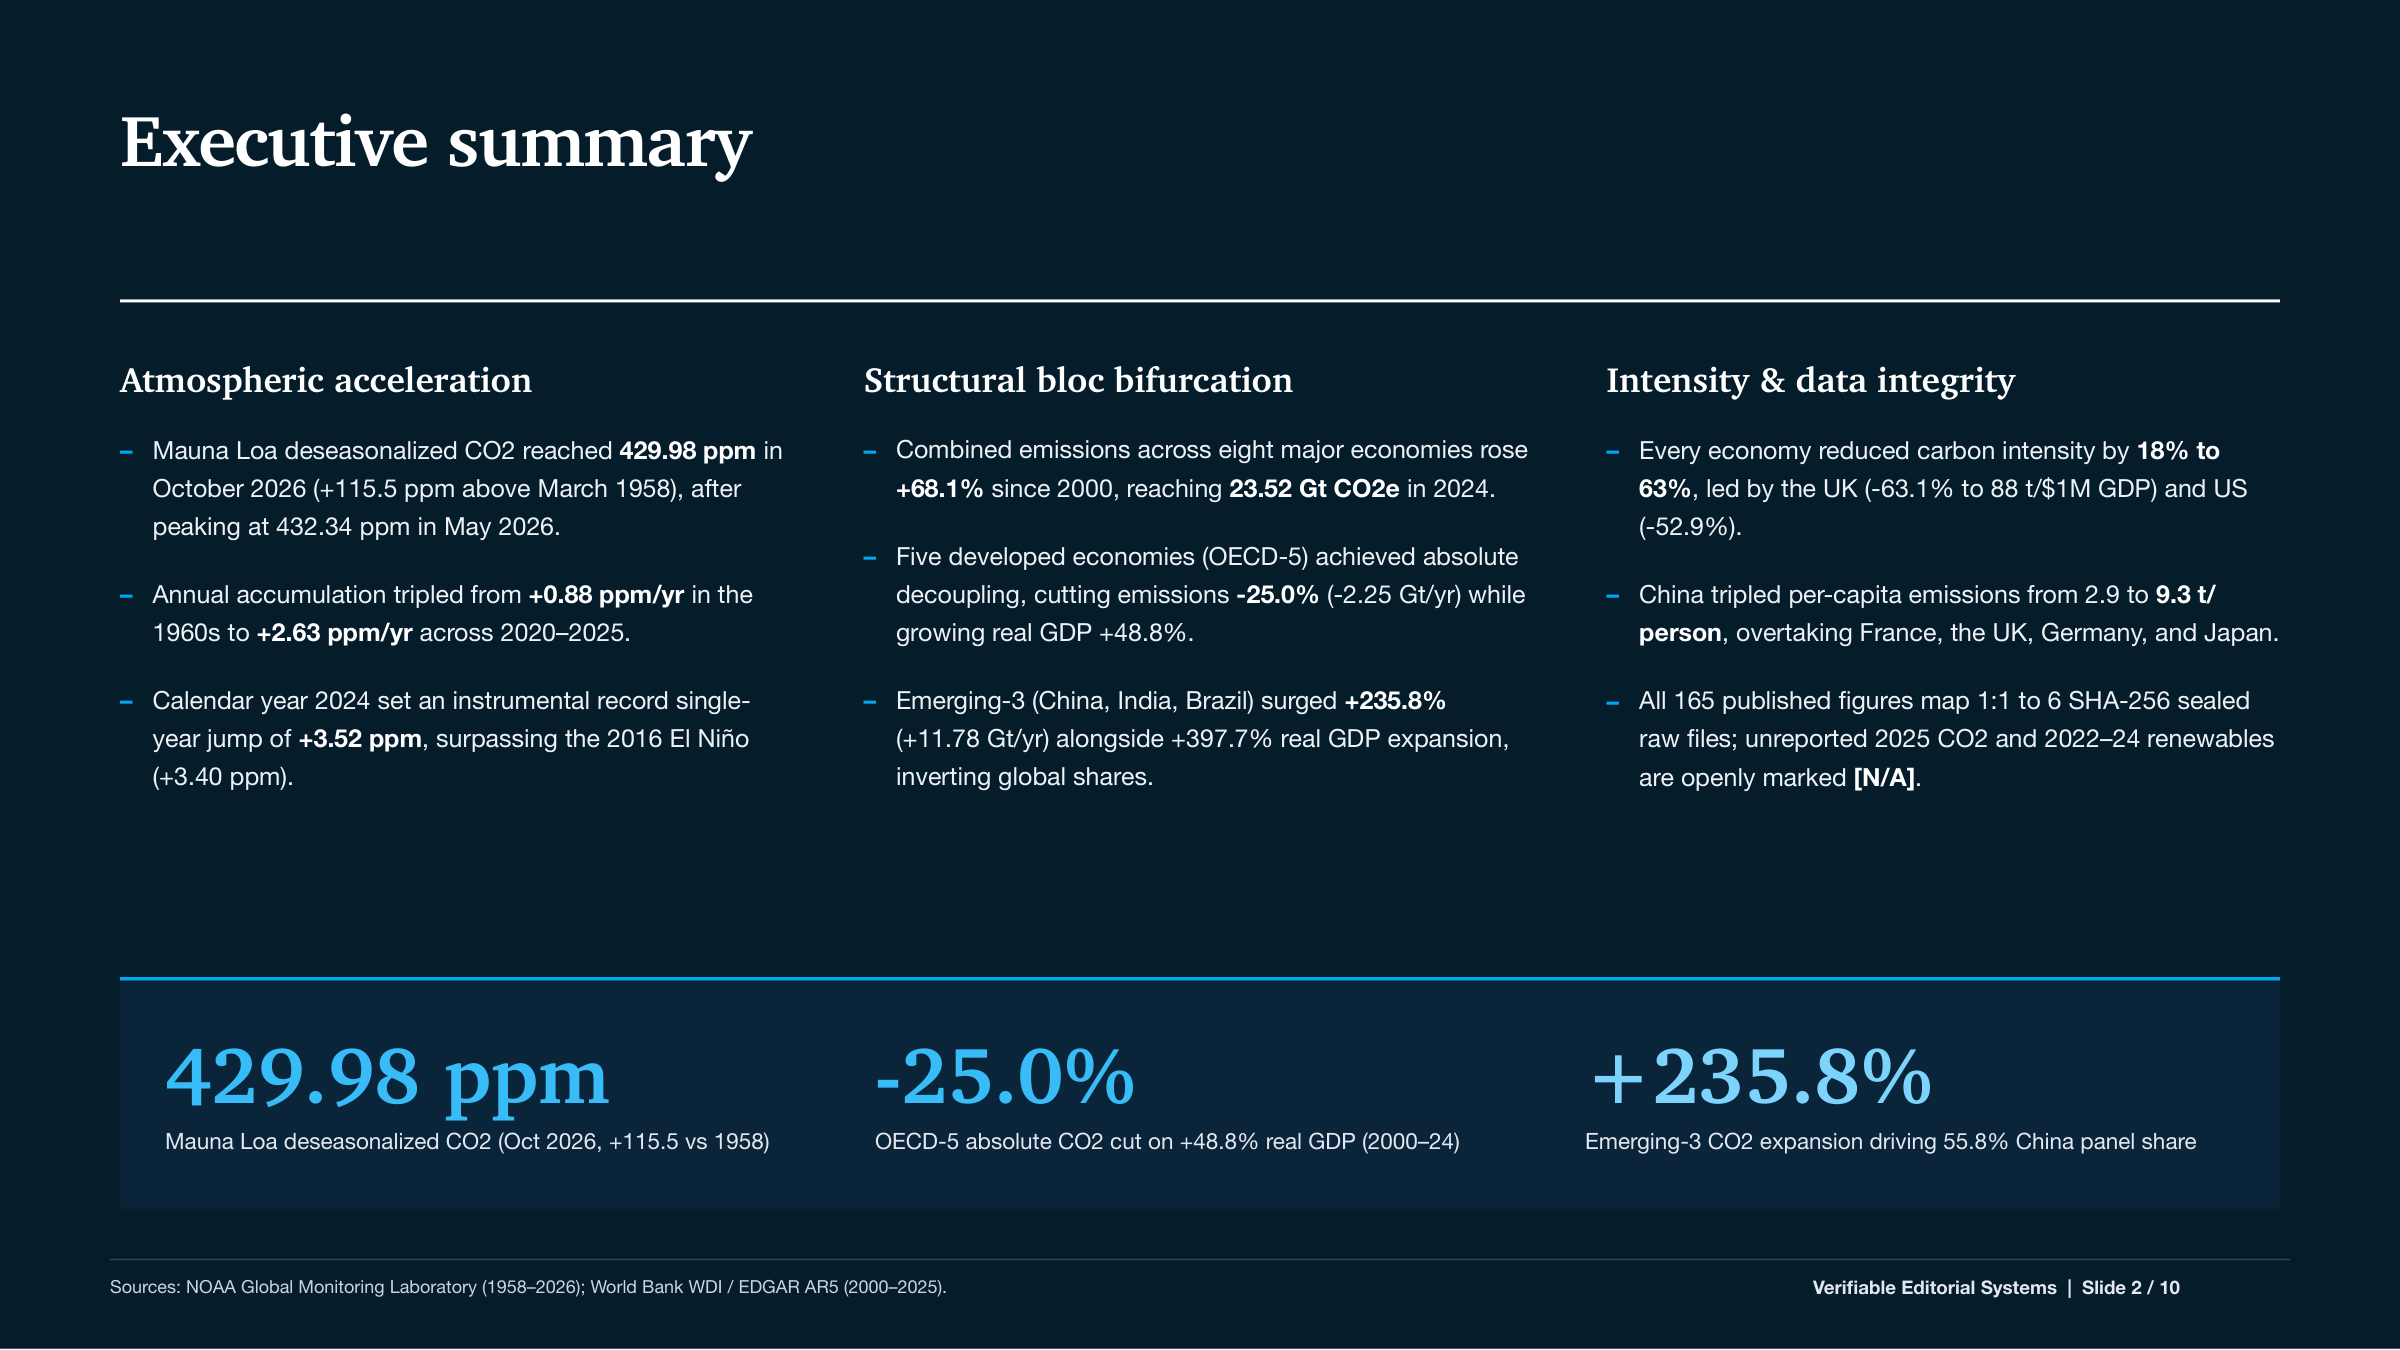 Executive summary
Atmospheric acceleration
– Mauna Loa deseasonalized CO2 reached 429.98 ppm in
October 2026 (+115.5 ppm above March 1958), after
peaking at 432.34 ppm in May 2026.
– Annual accumulation tripled from +0.88 ppm/yr in the
1960s to +2.63 ppm/yr across 2020–2025.
– Calendar year 2024 set an instrumental record single-
year jump of +3.52 ppm, surpassing the 2016 El Niño
(+3.40 ppm).
Structural bloc bifurcation
– Combined emissions across eight major economies rose
+68.1% since 2000, reaching 23.52 Gt CO2e in 2024.
– Five developed economies (OECD-5) achieved absolute
decoupling, cutting emissions -25.0% (-2.25 Gt/yr) while
growing real GDP +48.8%.
– Emerging-3 (China, India, Brazil) surged +235.8%
(+11.78 Gt/yr) alongside +397.7% real GDP expansion,
inverting global shares.
Intensity & data integrity
– Every economy reduced carbon intensity by 18% to
63%, led by the UK (-63.1% to 88 t/$1M GDP) and US
(-52.9%).
– China tripled per-capita emissions from 2.9 to 9.3 t/
person, overtaking France, the UK, Germany, and Japan.
– All 165 published figures map 1:1 to 6 SHA-256 sealed
raw files; unreported 2025 CO2 and 2022–24 renewables
are openly marked [N/A].
429.98 ppm
Mauna Loa deseasonalized CO2 (Oct 2026, +115.5 vs 1958)
-25.0%
OECD-5 absolute CO2 cut on +48.8% real GDP (2000–24)
+235.8%
Emerging-3 CO2 expansion driving 55.8% China panel share
Sources: NOAA Global Monitoring Laboratory (1958–2026); World Bank WDI / EDGAR AR5 (2000–2025).
Verifiable Editorial Systems | Slide 2 / 10